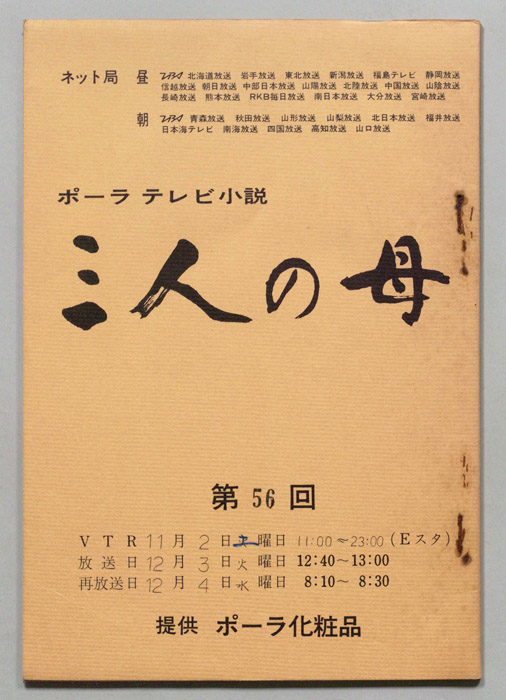 ネット局 昼 TBS 北海道放送 岩手放送 東北放送 新潟放送 福島テレビ 静岡放送
信越放送 朝日放送 中部日本放送 山陽放送 北陸放送 中国放送 山陰放送
長崎放送 熊本放送 RKB毎日放送 南日本放送 大分放送 宮崎放送
朝 TBS 青森放送 秋田放送 山形放送 山梨放送 北日本放送 福井放送
日本海テレビ 南海放送 四国放送 高知放送 山口放送
ポーラ テレビ小説
三人の母
第56回
VTR 11月 2日 土曜日 11:00~23:00 (Eスタ)
放送日 12月 3日 火曜日 12:40~13:00
再放送日 12月 4日 水曜日 8:10~ 8:30
提供 ポーラ化粧品